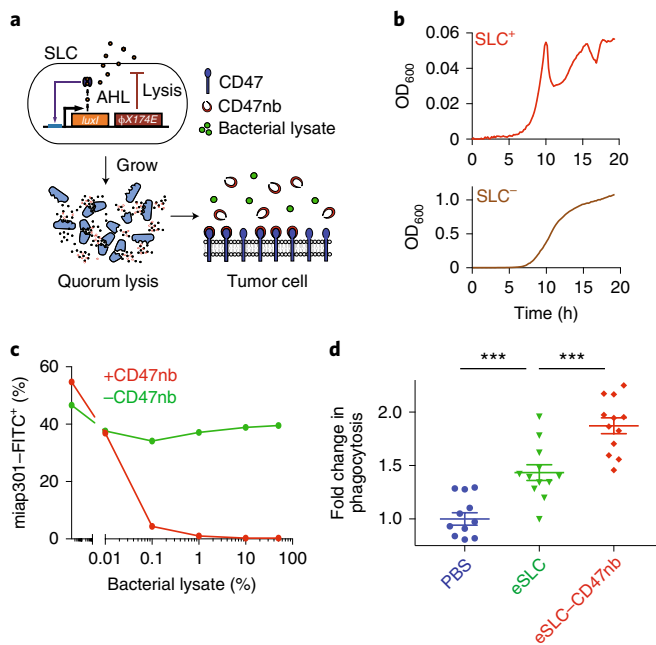 a
SLC
AHL
Lysis
luxI
ϕX174E
CD47
CD47nb
Bacterial lysate
Grow
Quorum lysis
Tumor cell
b
SLC+
OD600
0.06
0.04
0.02
0
0 5 10 15 20
SLC−
OD600
1.0
0.5
0
0 5 10 15 20
Time (h)
c
+CD47nb
−CD47nb
miap301–FITC+ (%)
60
40
20
0
0.01 0.1 1 10 100
Bacterial lysate (%)
d
*** ***
Fold change in
phagocytosis
2.0
1.5
1.0
PBS
eSLC
eSLC–CD47nb